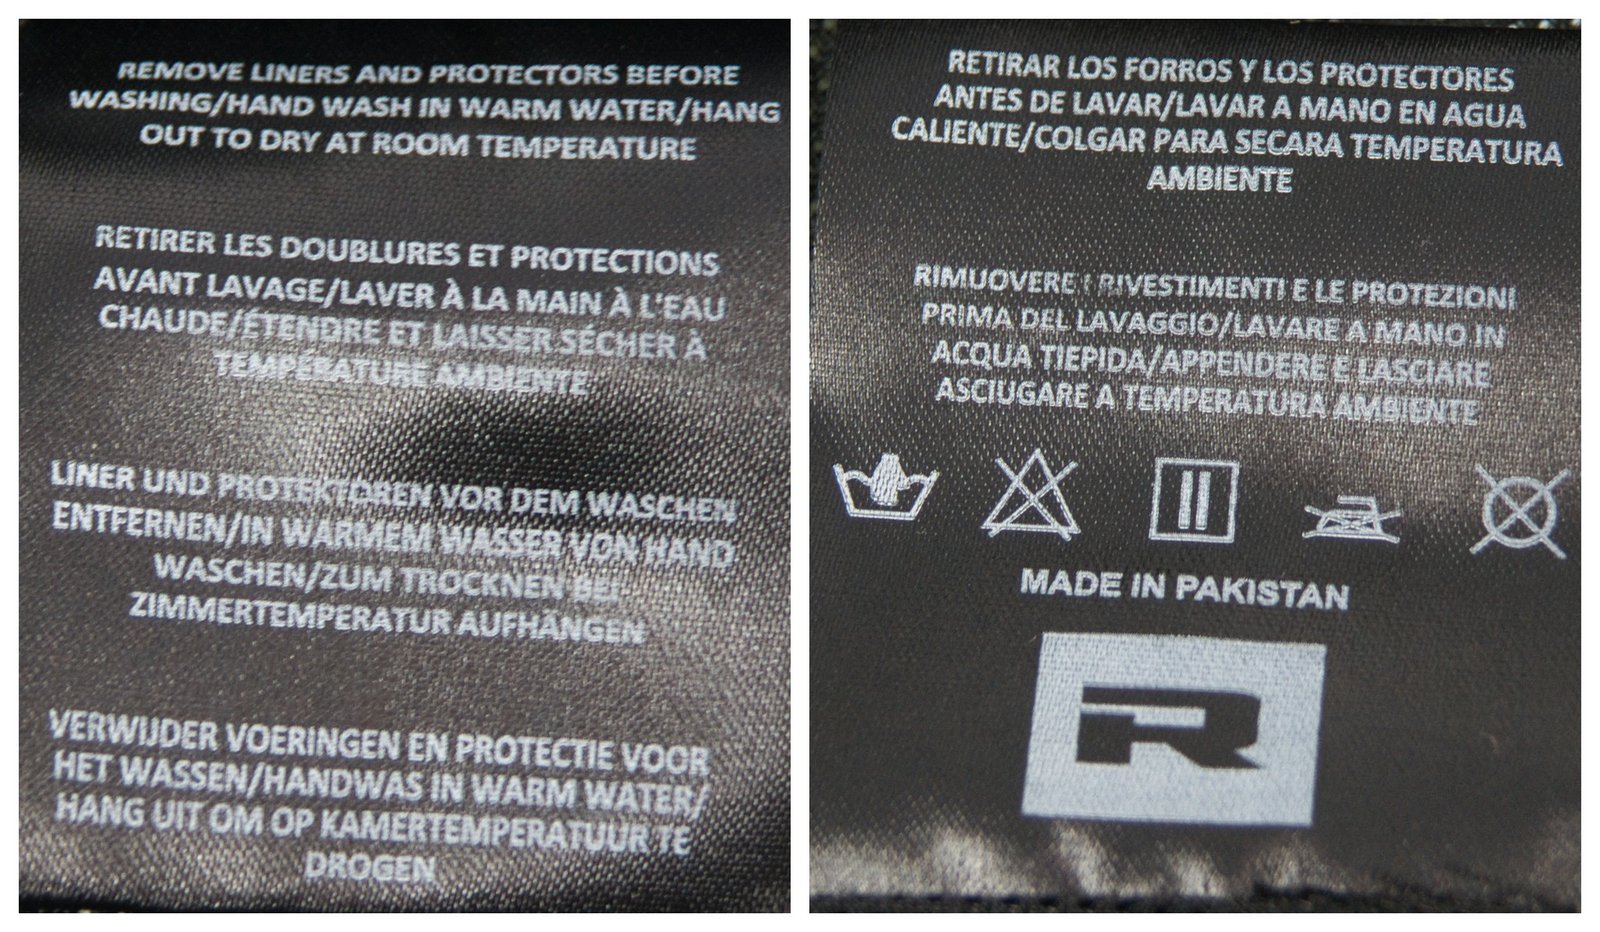 REMOVE LINERS AND PROTECTORS BEFORE
WASHING/HAND WASH IN WARM WATER/HANG
OUT TO DRY AT ROOM TEMPERATURE
RETIRER LES DOUBLURES ET PROTECTIONS
AVANT LAVAGE/LAVER À LA MAIN À L'EAU
CHAUDE/ÉTENDRE ET LAISSER SÉCHER À
TEMPÉRATURE AMBIENTE
LINER UND PROTEKTOREN VOR DEM WASCHEN
ENTFERNEN/IN WARMEM WASSER VON HAND
WASCHEN/ZUM TROCKNEN BEI
ZIMMERTEMPERATUR AUFHÄNGEN
VERWIJDER VOERINGEN EN PROTECTIE VOOR
HET WASSEN/HANDWAS IN WARM WATER/
HANG UIT OM OP KAMERTEMPERATUUR TE
DROGEN
RETIRAR LOS FORROS Y LOS PROTECTORES
ANTES DE LAVAR/LAVAR A MANO EN AGUA
CALIENTE/COLGAR PARA SECARA TEMPERATURA
AMBIENTE
RIMUOVERE I RIVESTIMENTI E LE PROTEZIONI
PRIMA DEL LAVAGGIO/LAVARE A MANO IN
ACQUA TIEPIDA/APPENDERE E LASCIARE
ASCIUGARE A TEMPERATURA AMBIENTE
MADE IN PAKISTAN
R